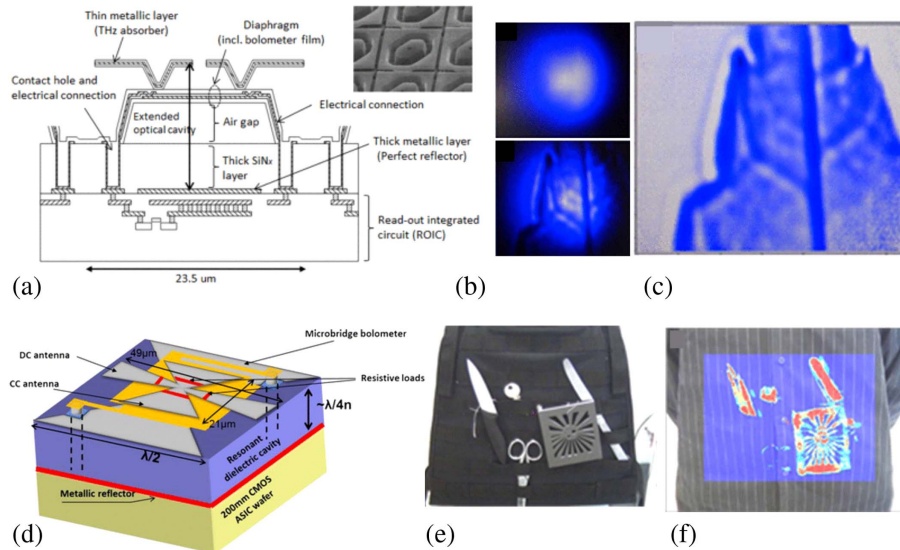 Thin metallic layer
(THz absorber)
Diaphragm
(incl. bolometer film)
Contact hole and
electrical connection
Extended
optical cavity
Air gap
Electrical connection
Thick metallic layer
(Perfect reflector)
Thick SiNx
layer
Read-out integrated
circuit (ROIC)
23.5 um
(a)
(b)
(c)
Microbridge bolometer
DC antenna
49μm
CC antenna
Resistive loads
21μm
~λ/4n
λ/2
Resonant
dielectric cavity
Metallic reflector
200mm CMOS
ASIC wafer
(d)
(e)
(f)